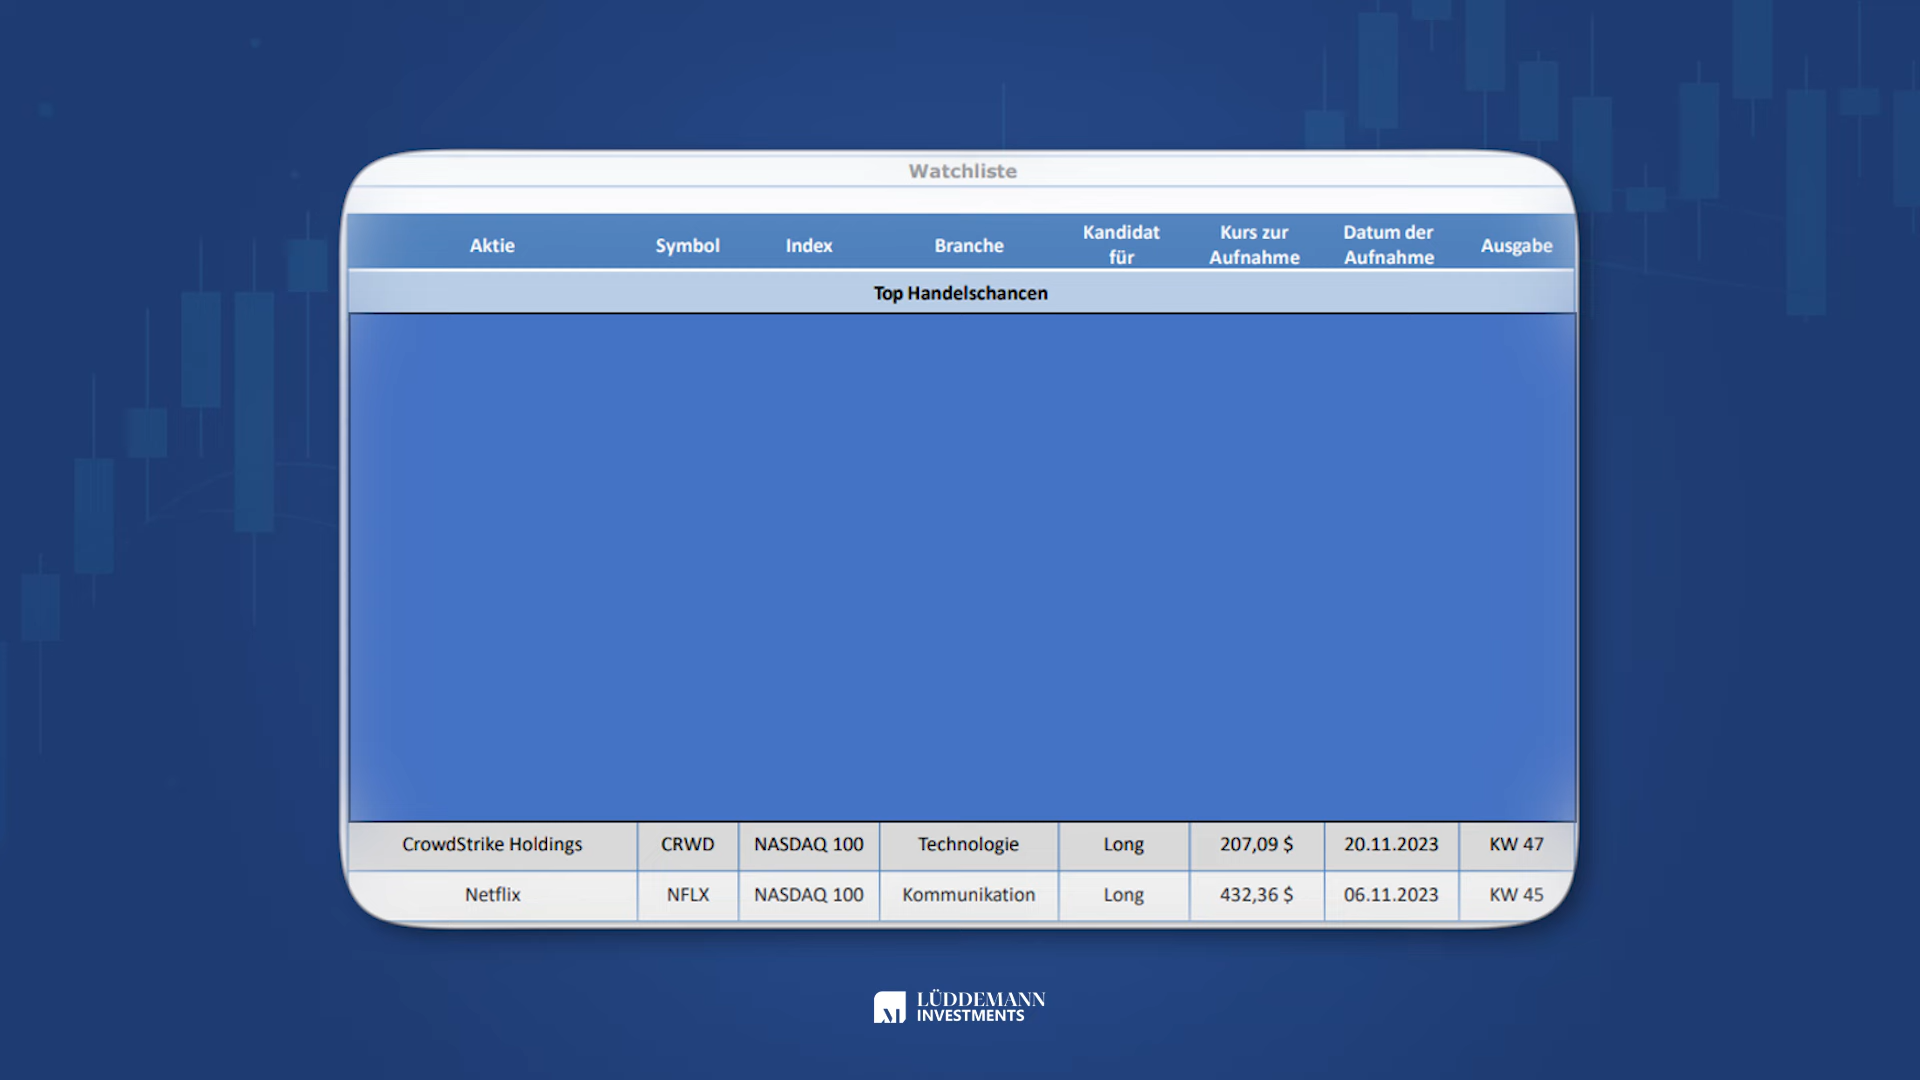 Watchliste
Aktie Symbol Index Branche Kandidat für Kurs zur Aufnahme Datum der Aufnahme Ausgabe
Top Handelschancen
CrowdStrike Holdings CRWD NASDAQ 100 Technologie Long 207,09 $ 20.11.2023 KW 47
Netflix NFLX NASDAQ 100 Kommunikation Long 432,36 $ 06.11.2023 KW 45
LÜDDEMANN
INVESTMENTS